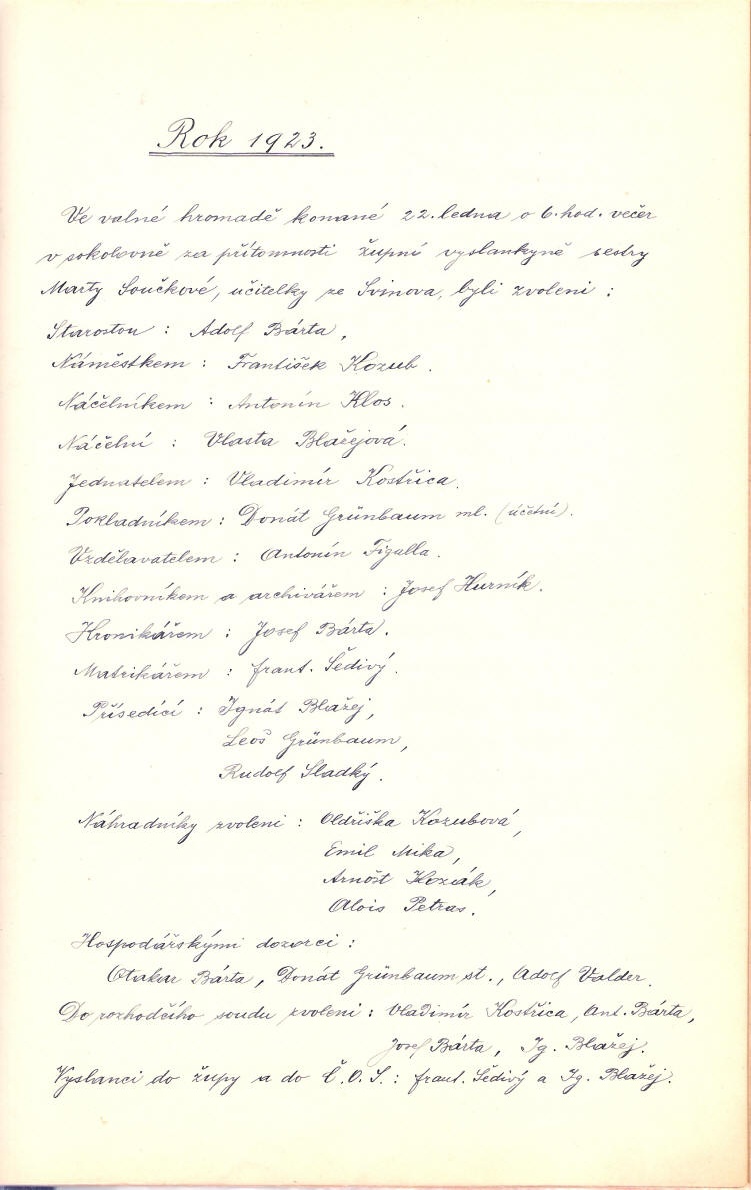 Rok 1923.
Ve valné hromadě konané 22. ledna o 6. hod. večer
v sokolovně za přítomnosti župní vyslankyně sestry
Marty Součkové, učitelky ze Svinova, byli zvoleni :
Starostou : Adolf Bárta,
Náměstkem : František Kozub.
Náčelníkem : Antonín Klos.
Náčelní : Vlasta Blažejová.
Jednatelem : Vladimír Kostřica.
Pokladníkem : Donát Grünbaum ml. (účetní).
Vzdělavatelem : Antonín Figalla.
Knihovníkem a archivářem : Josef Hurník.
Kronikářem : Josef Bárta.
Matrikářem : Frant. Šedivý.
Přísedící : Ignát Blažej,
Leoš Grünbaum,
Rudolf Sladký.
Náhradníky zvoleni : Oldřiška Kozubová,
Emil Mika,
Arnošt Koziák,
Alois Petras.
Hospodářskými dozorci :
Otakar Bárta, Donát Grünbaum st., Adolf Valder.
Do rozhodčího soudu zvoleni : Vladimír Kostřica, Ant. Bárta,
Josef Bárta, Ig. Blažej.
Vyslanci do župy a do Č.O.S. : Frant. Šedivý a Ig. Blažej.